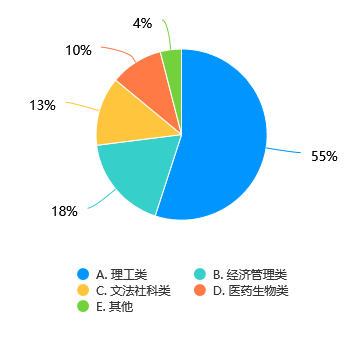 4%
10%
13%
55%
18%
A. 理工类 B. 经济管理类
C. 文法社科类 D. 医药生物类
E. 其他